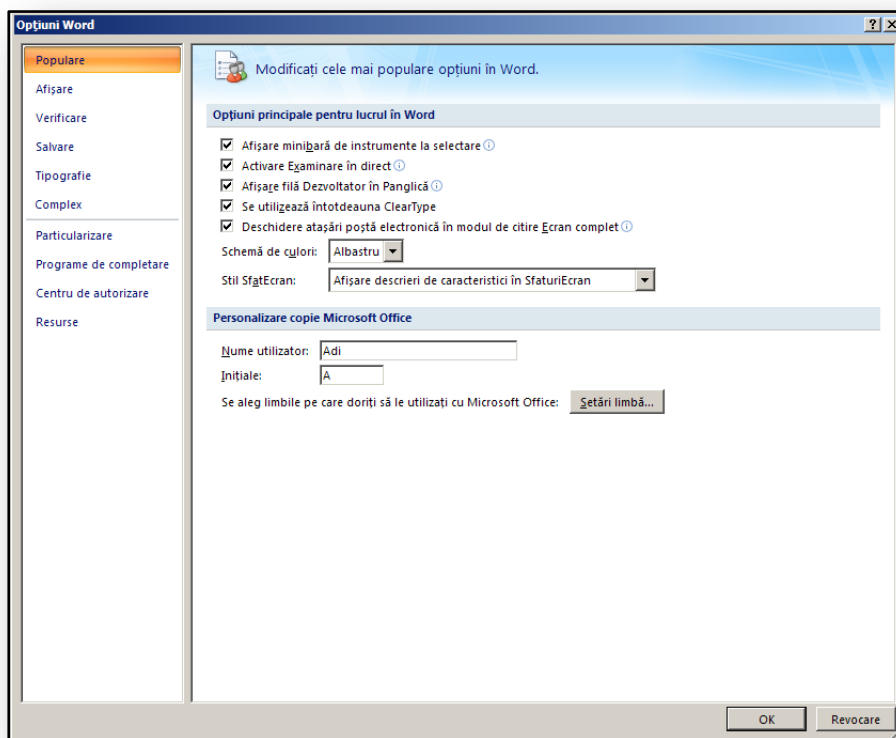 Opțiuni Word
Populare
Afișare
Verificare
Salvare
Tipografie
Complex
Particularizare
Programe de completare
Centru de autorizare
Resurse
Modificați cele mai populare opțiuni în Word.
Opțiuni principale pentru lucrul în Word
Afișare minibară de instrumente la selectare
Activare Examinare în direct
Afișare filă Dezvoltator în Panglică
Se utilizează întotdeauna ClearType
Deschidere atașări poștă electronică în modul de citire Ecran complet
Schemă de culori: Albastru
Stil SfatEcran: Afișare descrieri de caracteristici în SfaturiEcran
Personalizare copie Microsoft Office
Nume utilizator: Adi
Inițiale: A
Se aleg limbile pe care doriți să le utilizați cu Microsoft Office: Setări limbă...
OK Revocare